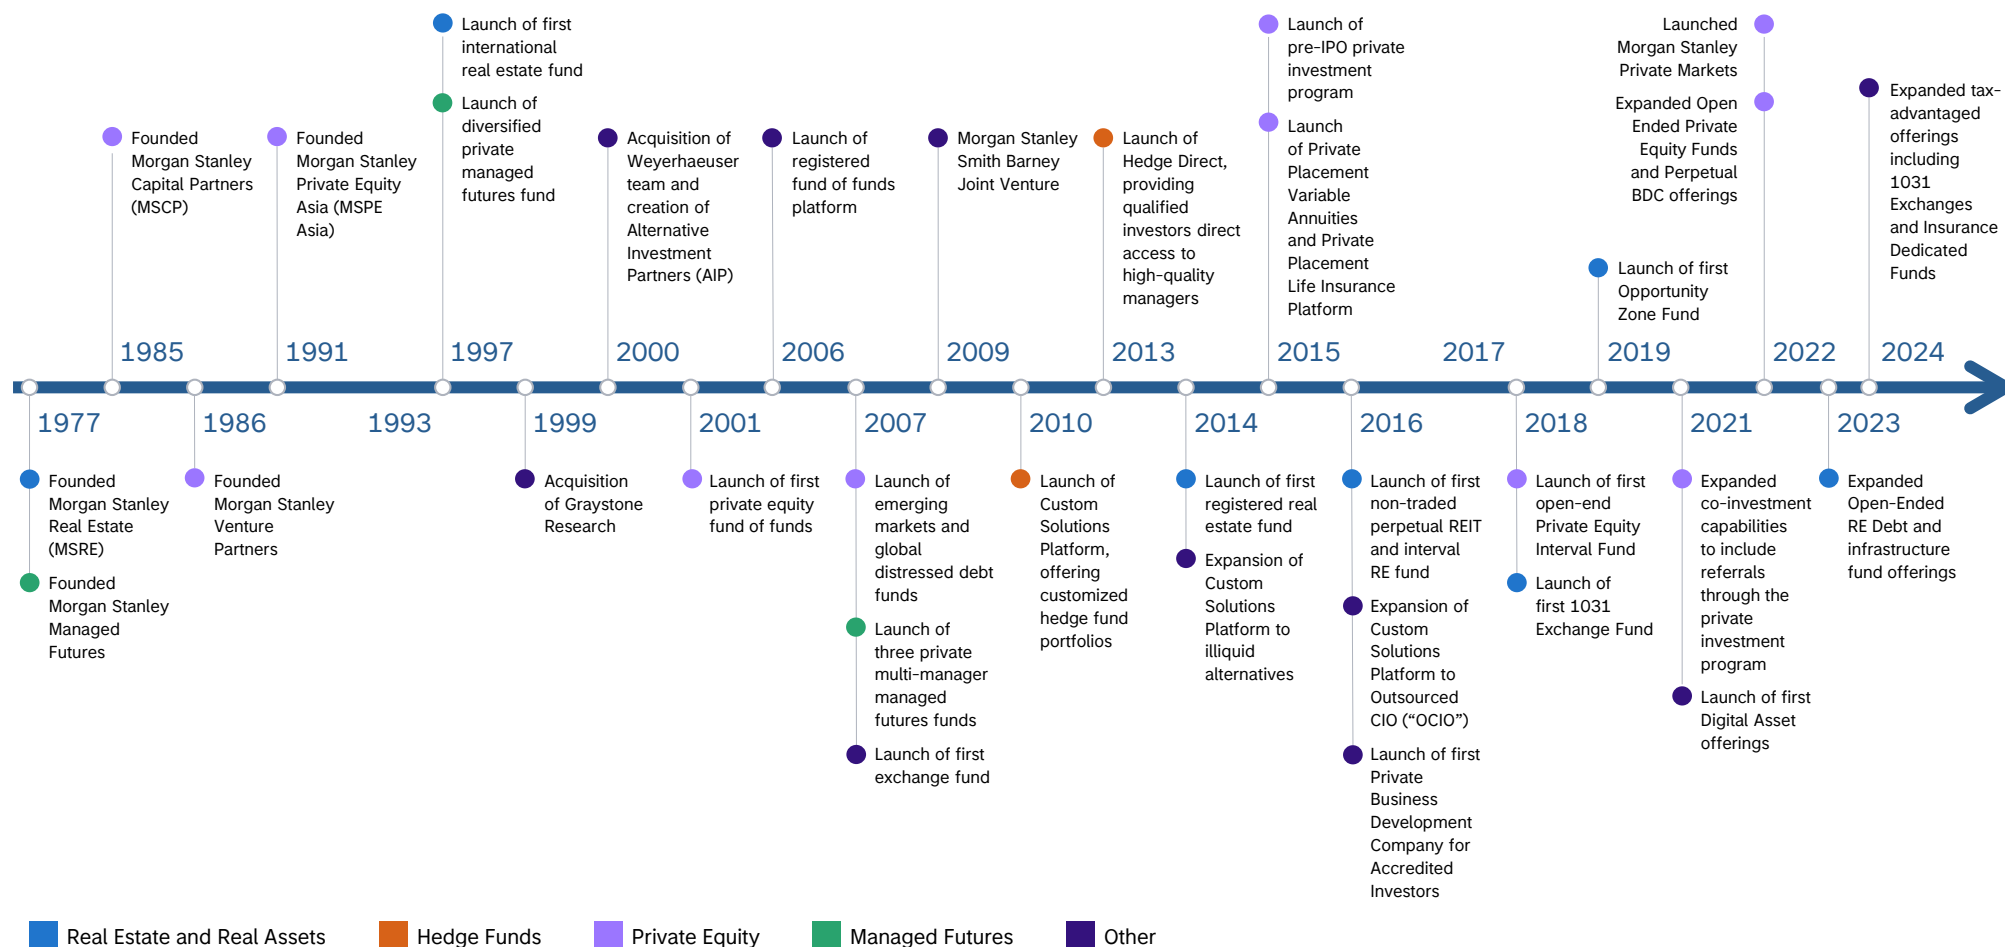 Launch of first
international
real estate fund
Launch of
diversified
private
managed
futures fund
Launch of
pre-IPO private
investment
program
Launch
of Private
Placement
Variable
Annuities
and Private
Placement
Life Insurance
Platform
Launched
Morgan Stanley
Private Markets
Expanded Open
Ended Private
Equity Funds
and Perpetual
BDC offerings
Expanded tax-
advantaged
offerings
including
1031
Exchanges
and Insurance
Dedicated
Funds
Founded
Morgan Stanley
Capital Partners
(MSCP)
Founded
Morgan Stanley
Private Equity
Asia (MSPE
Asia)
Acquisition of
Weyerhaeuser
team and
creation of
Alternative
Investment
Partners (AIP)
Launch of
registered
fund of funds
platform
Morgan Stanley
Smith Barney
Joint Venture
Launch of
Hedge Direct,
providing
qualified
investors direct
access to
high-quality
managers
Launch of first
Opportunity
Zone Fund
1985
1991
1997
2000
2006
2009
2013
2015
2017
2019
2022
2024
1977
1986
1993
1999
2001
2007
2010
2014
2016
2018
2021
2023
Founded
Morgan Stanley
Real Estate
(MSRE)
Founded
Morgan Stanley
Managed
Futures
Founded
Morgan Stanley
Venture
Partners
Acquisition
of Graystone
Research
Launch of first
private equity
fund of funds
Launch of
emerging
markets and
global
distressed debt
funds
Launch of
three private
multi-manager
managed
futures funds
Launch of first
exchange fund
Launch of
Custom
Solutions
Platform,
offering
customized
hedge fund
portfolios
Launch of first
registered real
estate fund
Expansion of
Custom
Solutions
Platform to
illiquid
alternatives
Launch of first
non-traded
perpetual REIT
and interval
RE fund
Expansion of
Custom
Solutions
Platform to
Outsourced
CIO (“OCIO”)
Launch of first
Private
Business
Development
Company for
Accredited
Investors
Launch of first
open-end
Private Equity
Interval Fund
Launch of
first 1031
Exchange Fund
Expanded
co-investment
capabilities
to include
referrals
through the
private
investment
program
Launch of first
Digital Asset
offerings
Expanded
Open-Ended
RE Debt and
infrastructure
fund offerings
Real Estate and Real Assets
Hedge Funds
Private Equity
Managed Futures
Other